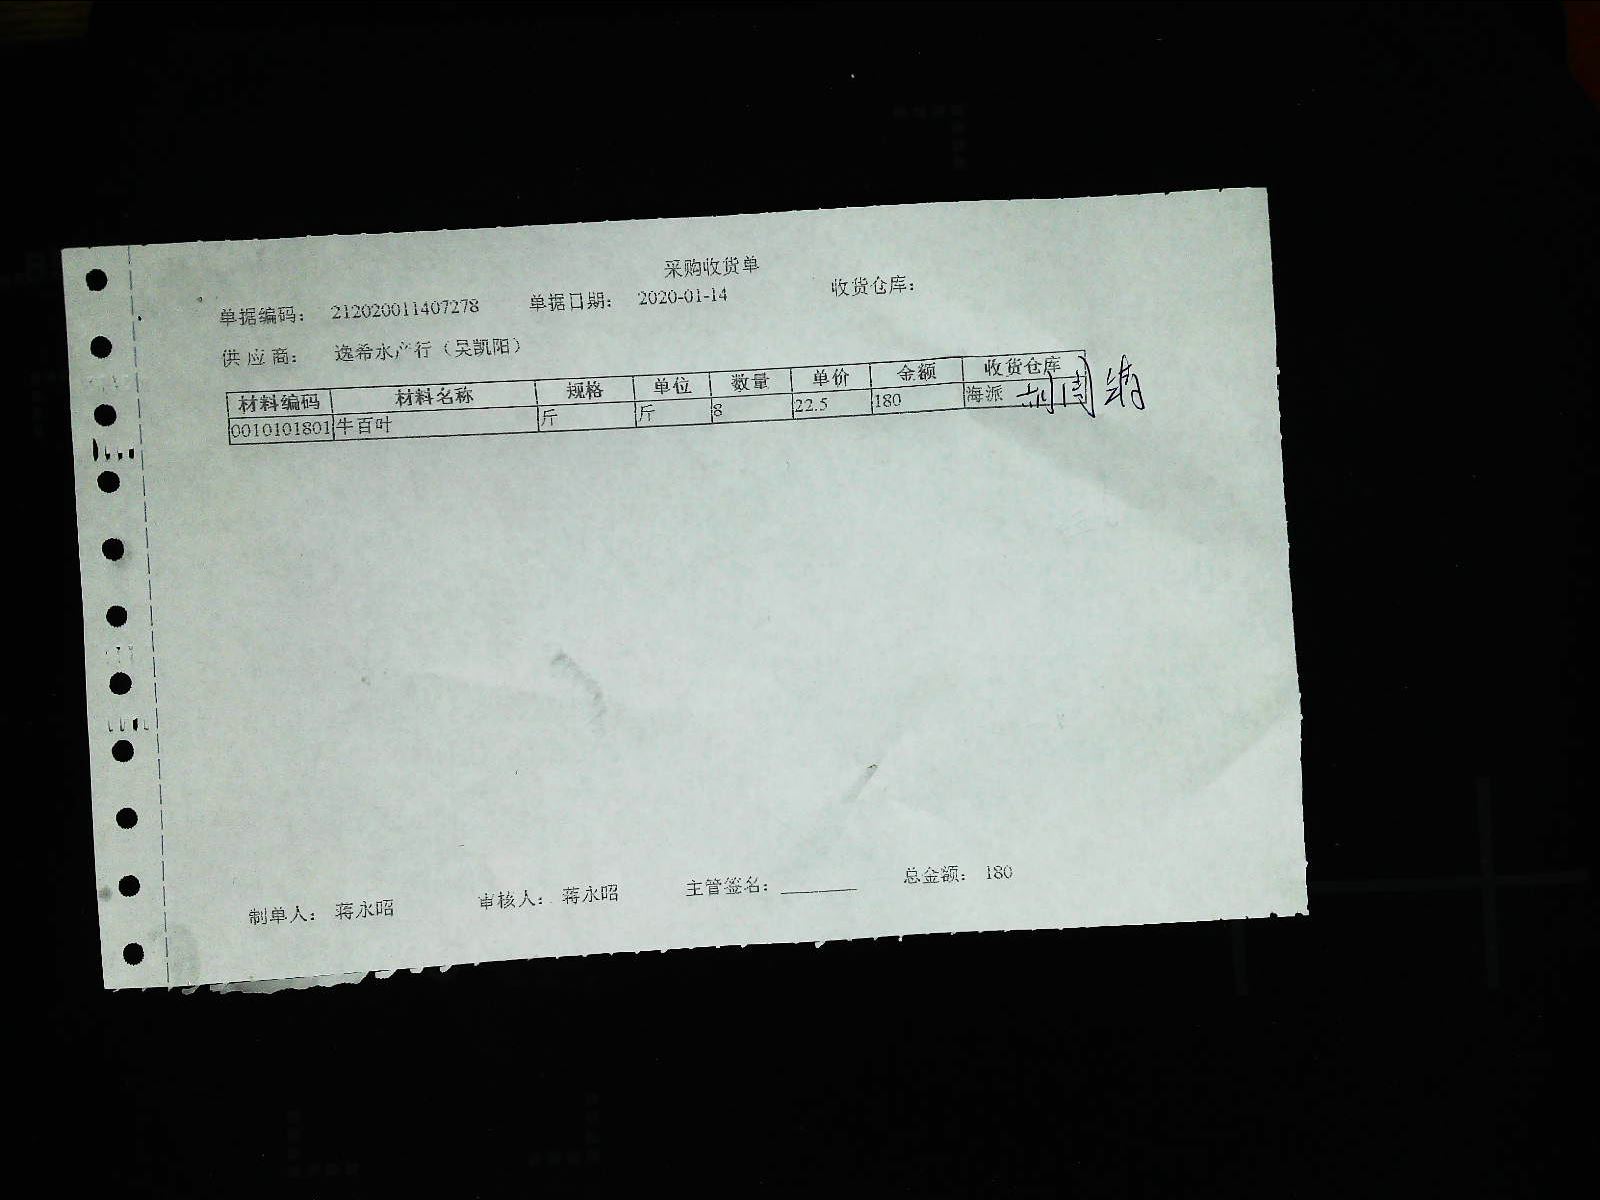 采购收货单
单据编码： 212020011407278 单据日期： 2020-01-14 收货仓库：
供应商： 逸希水产行（吴凯阳）
材料编码 材料名称 规格 单位 数量 单价 金额 收货仓库
0010101801 牛百叶 斤 斤 8 22.5 180 海派
制单人： 蒋永昭 审核人： 蒋永昭 主管签名：________ 总金额： 180